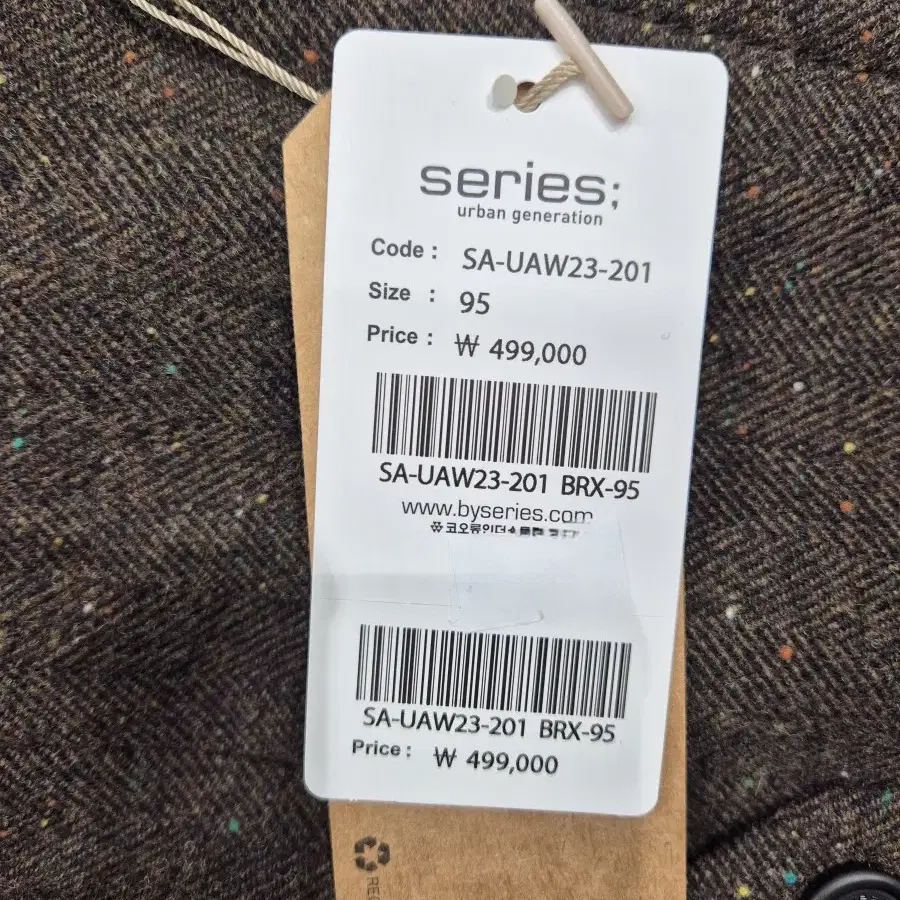 series;
urban generation
Code : SA-UAW23-201
Size : 95
Price : ₩ 499,000
SA-UAW23-201 BRX-95
www.byseries.com
SA-UAW23-201 BRX-95
Price : ₩ 499,000